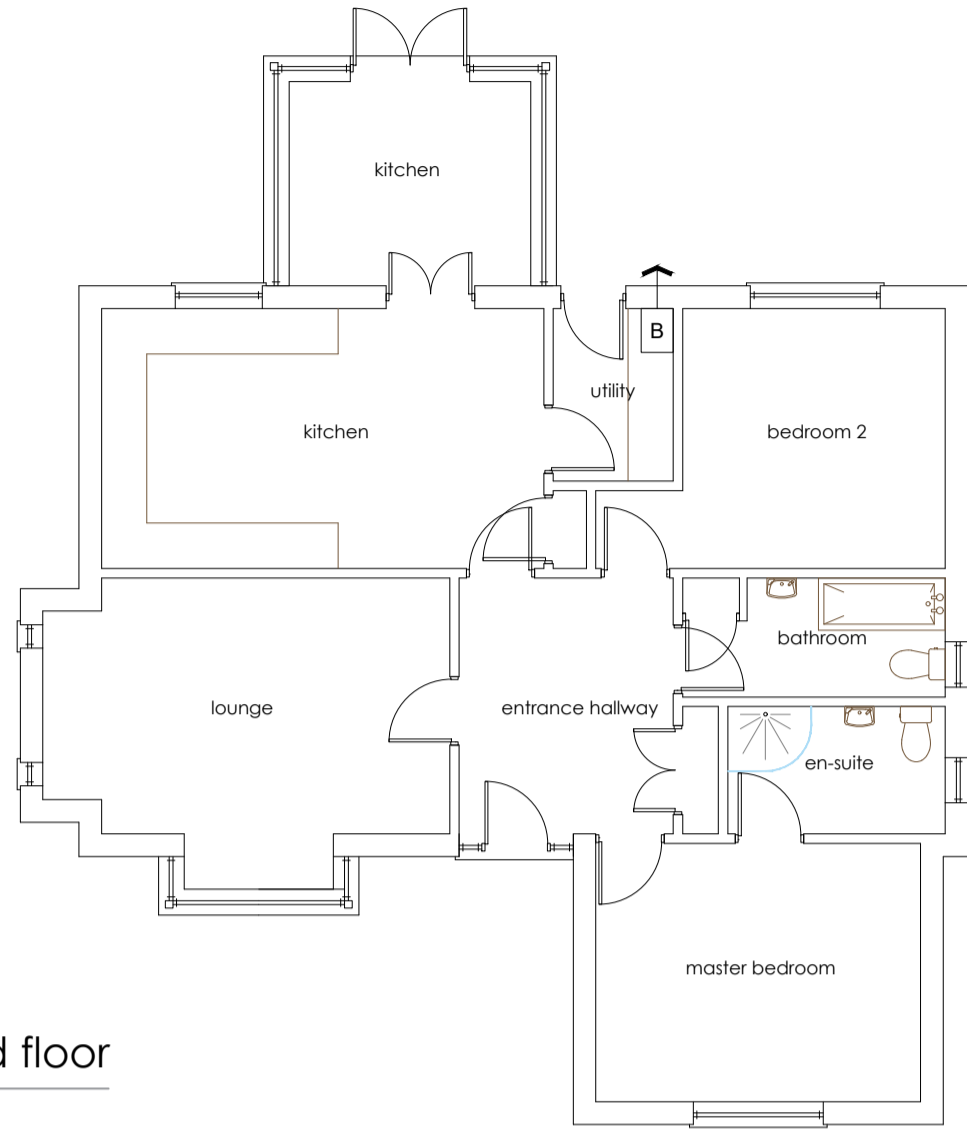 kitchen
B
utility
kitchen
bedroom 2
bathroom
lounge
entrance hallway
en-suite
master bedroom
d floor